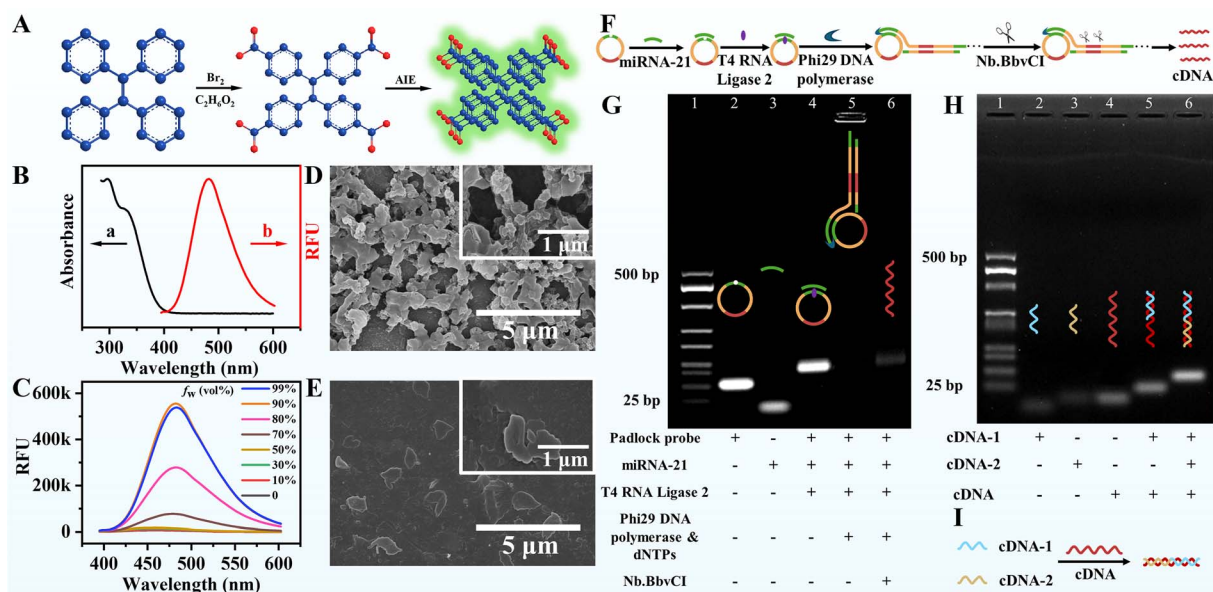 A
Br₂
C₂H₆O₂
AIE
B
Absorbance
a
b
RFU
300 400 500 600
Wavelength (nm)
C
600k
400k
200k
0
RFU
fw (vol%)
99%
90%
80%
70%
50%
30%
10%
0
400 450 500 550 600
Wavelength (nm)
D
1 μm
5 μm
E
1 μm
5 μm
F
miRNA-21
T4 RNA
Ligase 2
Phi29 DNA
polymerase
Nb.BbvCI
cDNA
G
1 2 3 4 5 6
500 bp
25 bp
Padlock probe + - + + +
miRNA-21 - + + + +
T4 RNA Ligase 2 - - + + +
Phi29 DNA
polymerase &
dNTPs
- - - + +
Nb.BbvCI - - - - +
H
1 2 3 4 5 6
500 bp
25 bp
cDNA-1 + - - + +
cDNA-2 - + - - +
cDNA - - + + +
I
cDNA-1
cDNA-2
cDNA